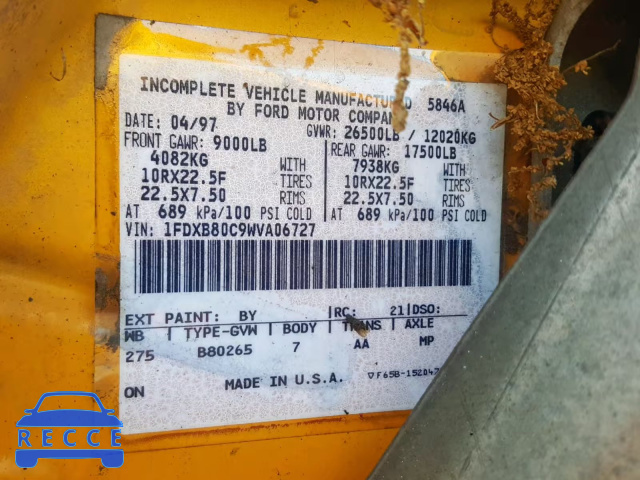 INCOMPLETE VEHICLE MANUFACTURED 5846A
BY FORD MOTOR COMPANY
DATE: 04/97 GVWR: 26500LB / 12020KG
FRONT GAWR: 9000LB REAR GAWR: 17500LB
4082KG WITH 7938KG WITH
10RX22.5F TIRES 10RX22.5F TIRES
22.5X7.50 RIMS 22.5X7.50 RIMS
AT 689 kPa/100 PSI COLD AT 689 kPa/100 PSI COLD
VIN: 1FDXB80C9WVA06727
EXT PAINT: BY RC: 21 DSO:
WB TYPE-GVW BODY TRANS AXLE
275 B80265 7 AA MP
ON MADE IN U.S.A.
RECCE